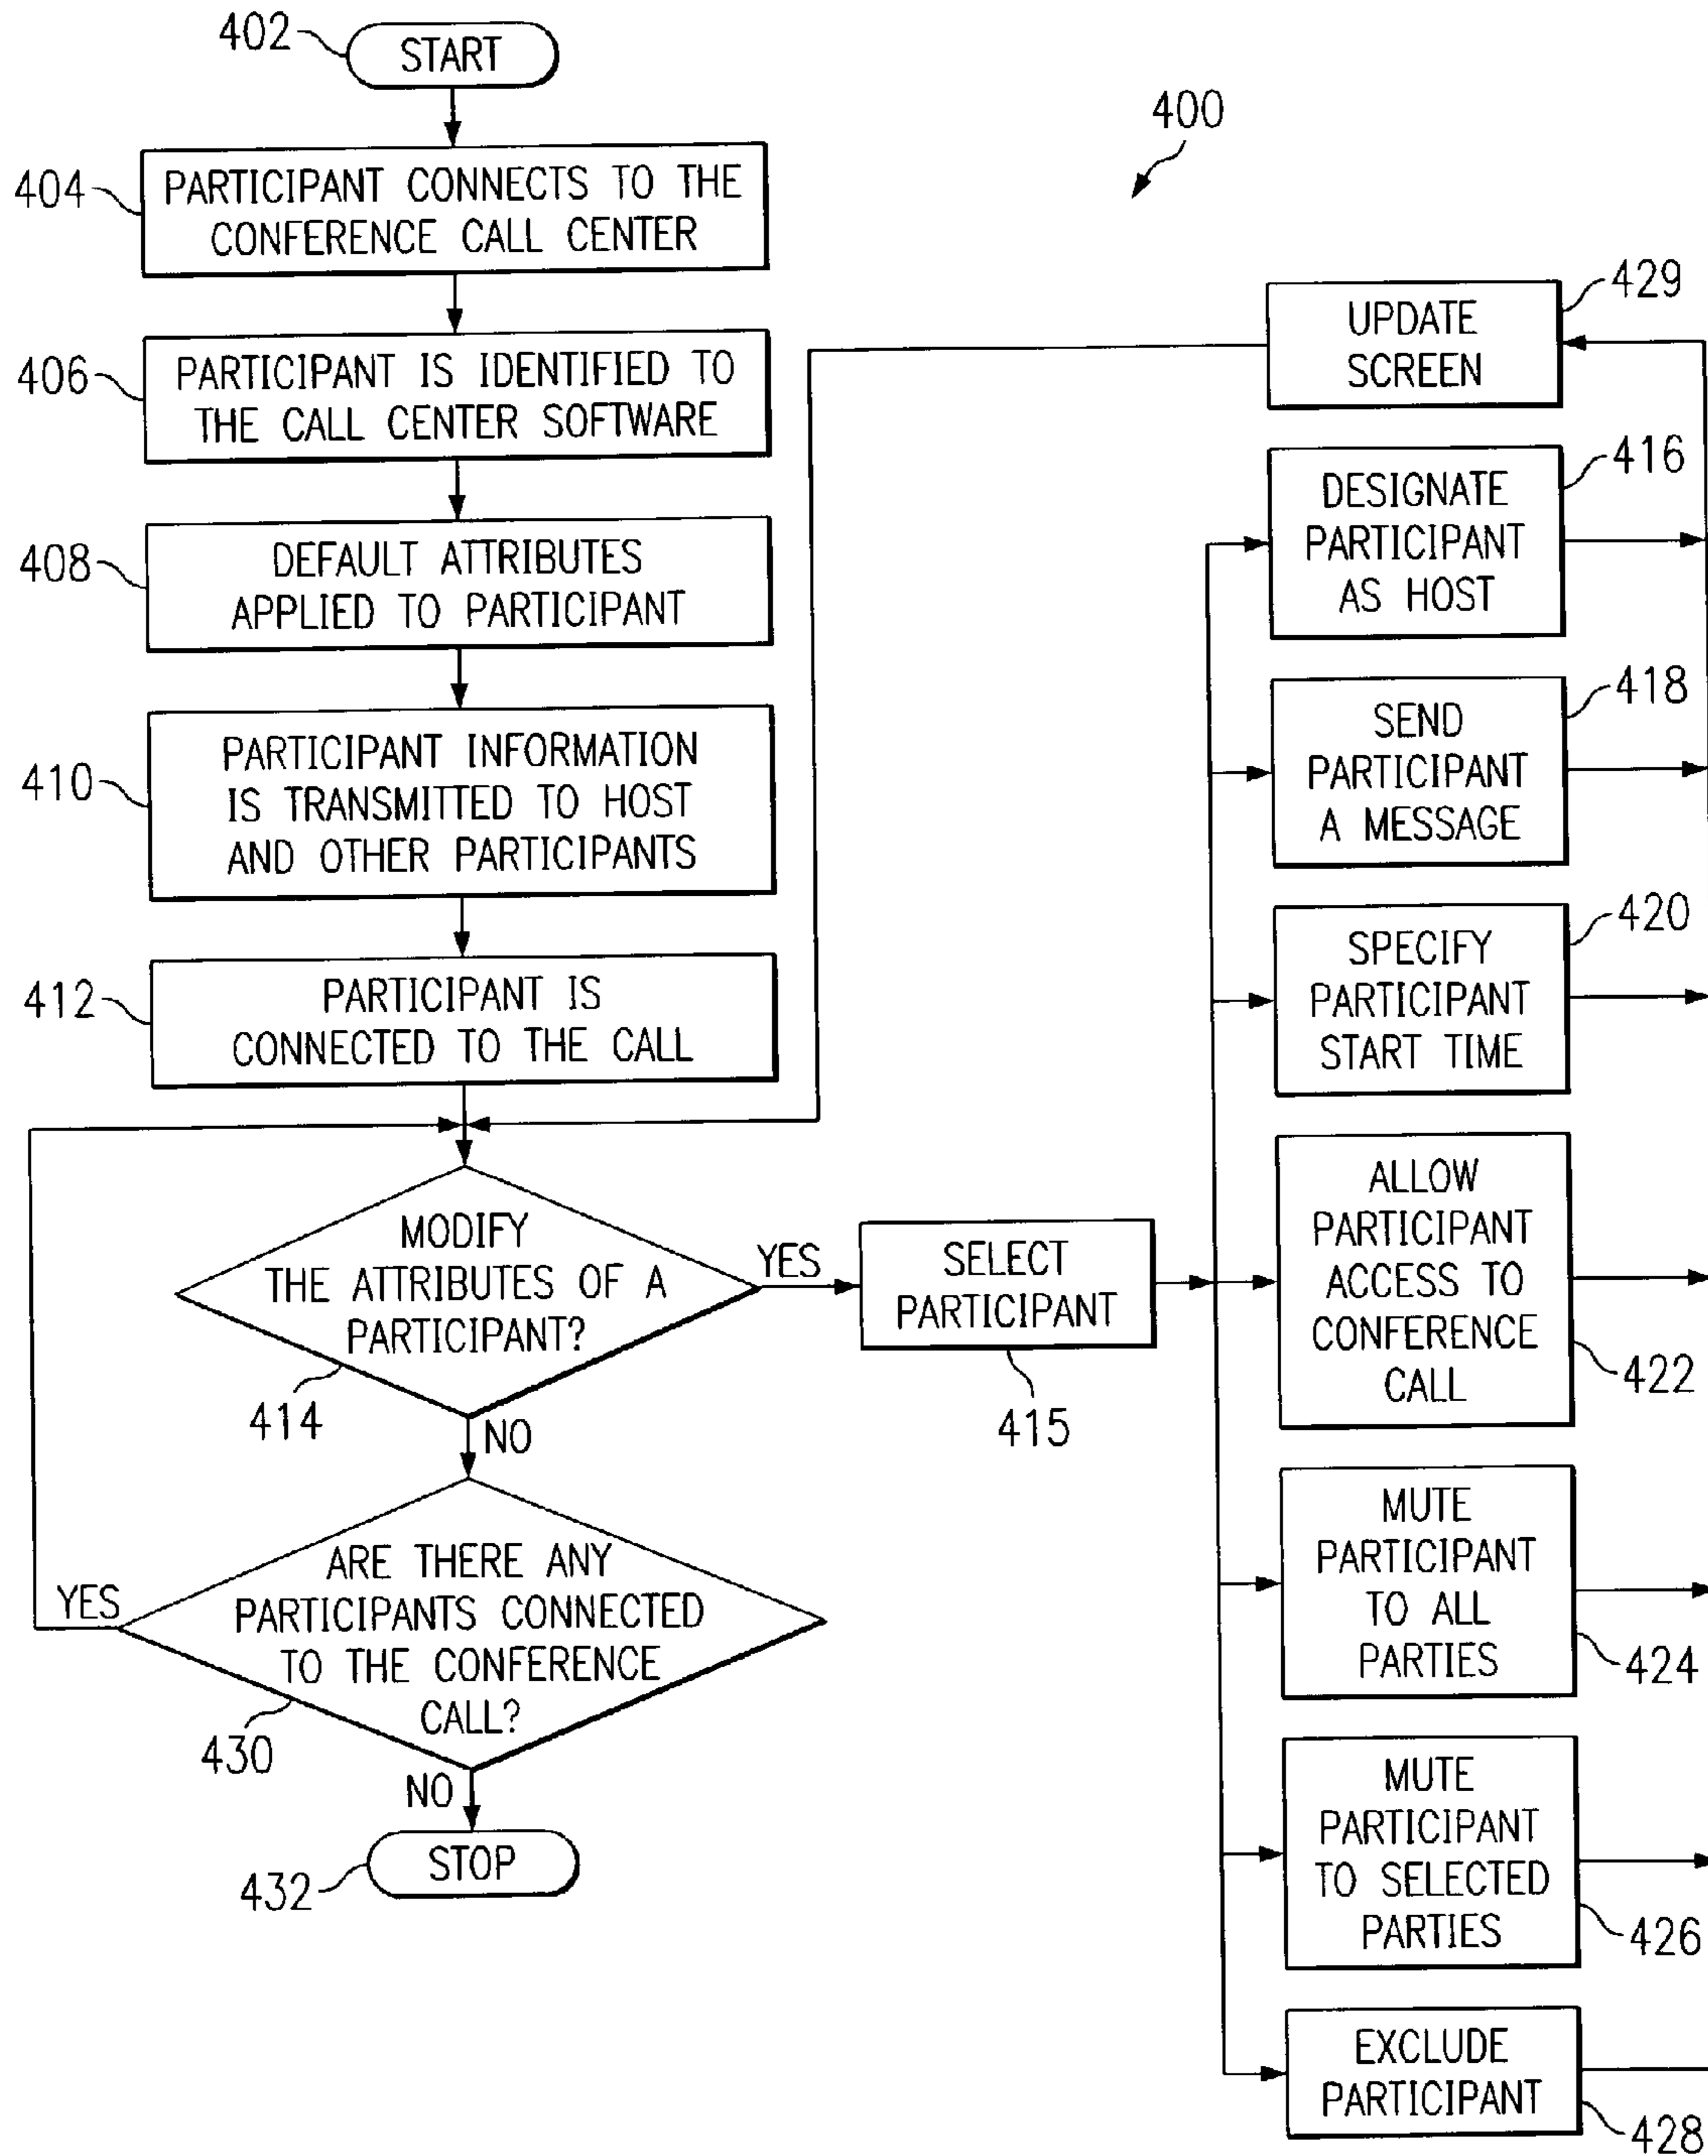 402
START
400
404
PARTICIPANT CONNECTS TO THE
CONFERENCE CALL CENTER
406
PARTICIPANT IS IDENTIFIED TO
THE CALL CENTER SOFTWARE
408
DEFAULT ATTRIBUTES
APPLIED TO PARTICIPANT
410
PARTICIPANT INFORMATION
IS TRANSMITTED TO HOST
AND OTHER PARTICIPANTS
412
PARTICIPANT IS
CONNECTED TO THE CALL
MODIFY
THE ATTRIBUTES OF A
PARTICIPANT?
414
YES
NO
SELECT
PARTICIPANT
415
ARE THERE ANY
PARTICIPANTS CONNECTED
TO THE CONFERENCE
CALL?
430
YES
NO
STOP
432
UPDATE
SCREEN
429
DESIGNATE
PARTICIPANT
AS HOST
416
SEND
PARTICIPANT
A MESSAGE
418
SPECIFY
PARTICIPANT
START TIME
420
ALLOW
PARTICIPANT
ACCESS TO
CONFERENCE
CALL
422
MUTE
PARTICIPANT
TO ALL
PARTIES
424
MUTE
PARTICIPANT
TO SELECTED
PARTIES
426
EXCLUDE
PARTICIPANT
428